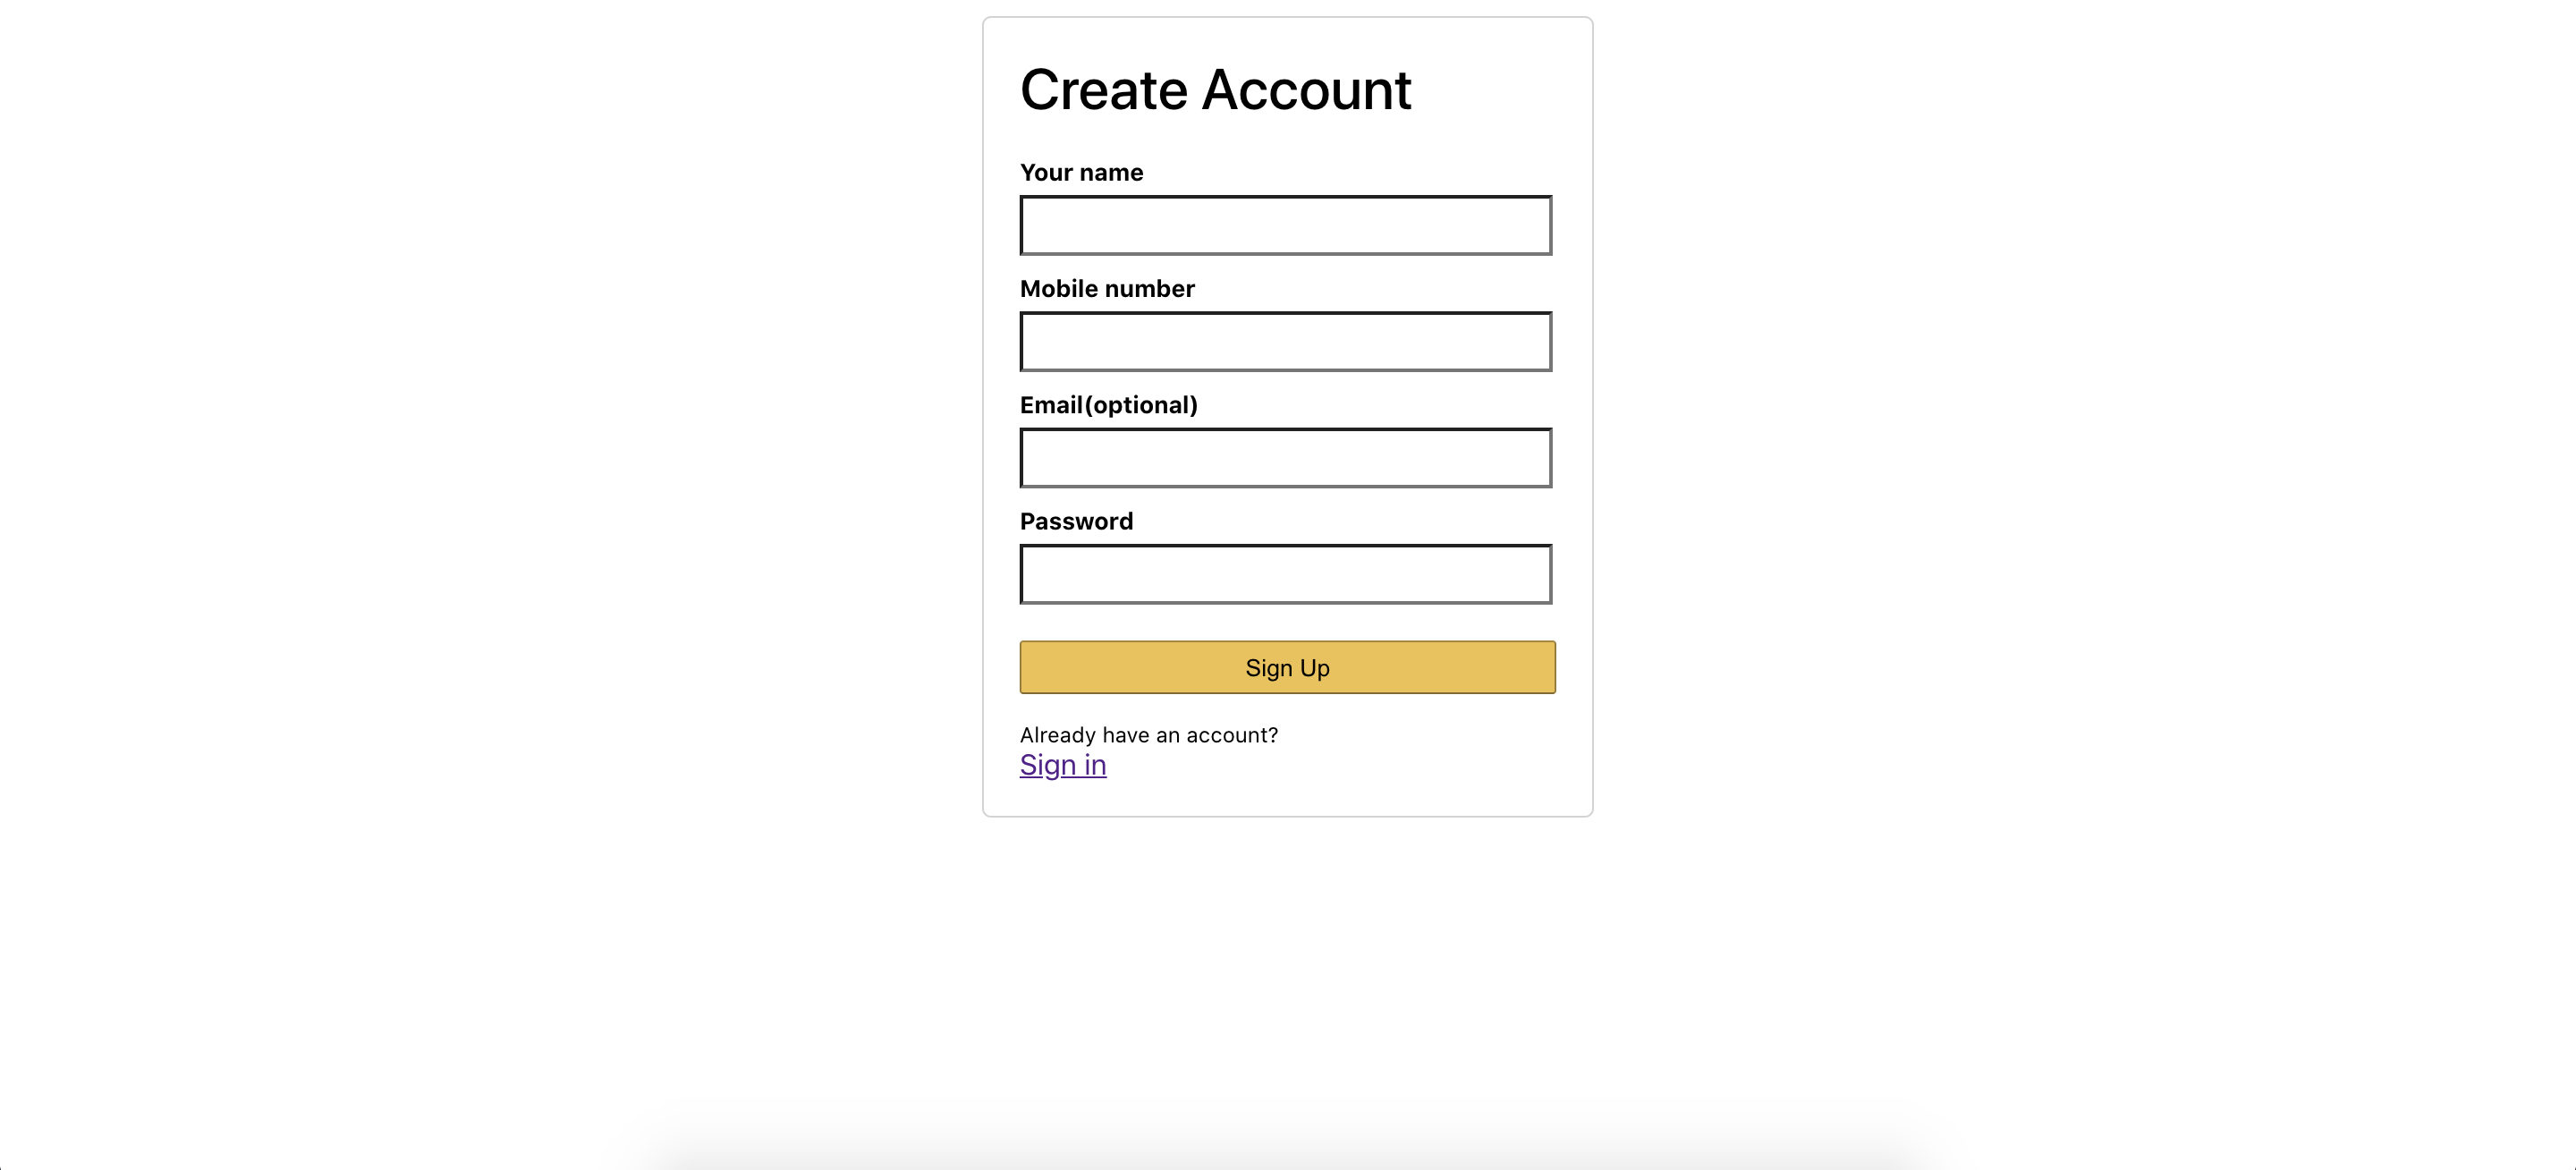 Create Account
Your name
Mobile number
Email(optional)
Password
Sign Up
Already have an account?
Sign in